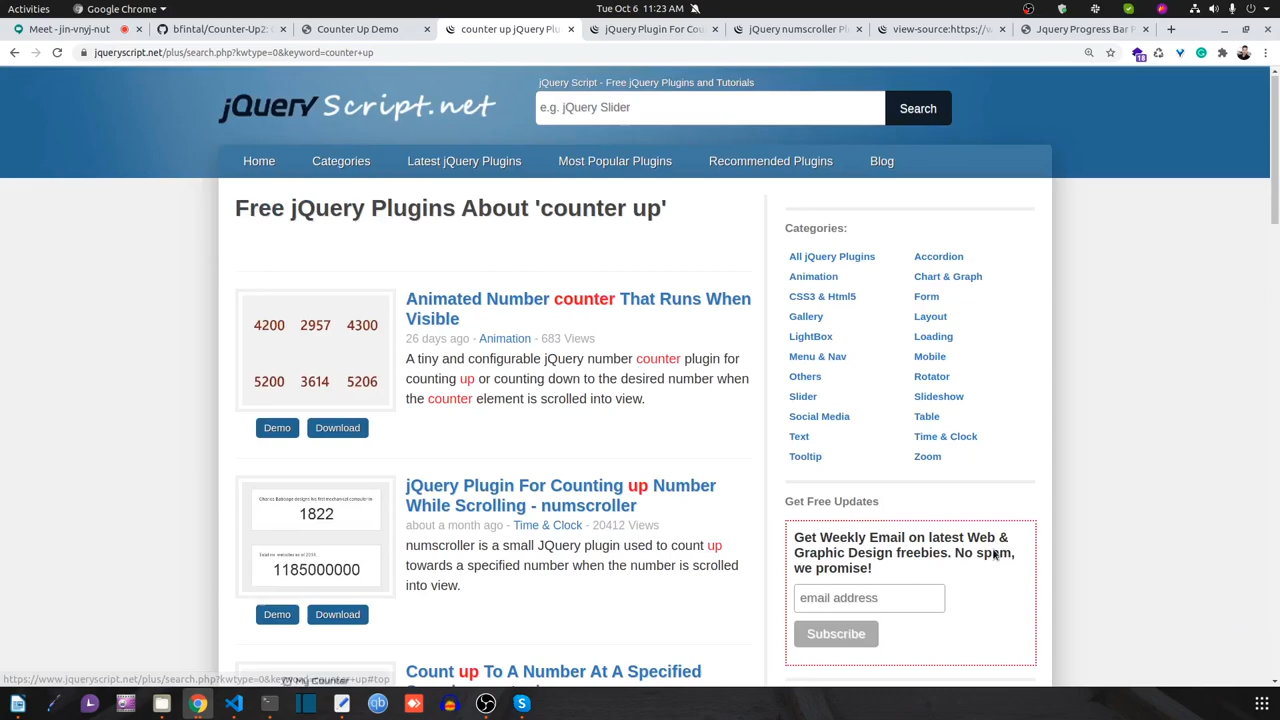 Activities
Google Chrome
Tue Oct 6 11:23 AM
Meet - jin-vnvj-nut
bfintal/Counter-Up2:
Counter Up Demo
counter up jQuery Plu
jQuery Plugin For Cou
jQuery numscroller Pl
view-source:https://w
Jquery Progress Bar P
jqueryscript.net/plus/search.php?kwtype=0&keyword=counter+up
18
jQuery Script - Free jQuery Plugins and Tutorials
jQuery Script.net
e.g. jQuery Slider
Search
Home
Categories
Latest jQuery Plugins
Most Popular Plugins
Recommended Plugins
Blog
Free jQuery Plugins About 'counter up'
4200 2957 4300
5200 3614 5206
Demo
Download
Animated Number counter That Runs When
Visible
26 days ago - Animation - 683 Views
A tiny and configurable jQuery number counter plugin for
counting up or counting down to the desired number when
the counter element is scrolled into view.
1822
1185000000
Demo
Download
jQuery Plugin For Counting up Number
While Scrolling - numscroller
about a month ago - Time & Clock - 20412 Views
numscroller is a small JQuery plugin used to count up
towards a specified number when the number is scrolled
into view.
My Counter
Count up To A Number At A Specified
Categories:
All jQuery Plugins
Accordion
Animation
Chart & Graph
CSS3 & Html5
Form
Gallery
Layout
LightBox
Loading
Menu & Nav
Mobile
Others
Rotator
Slider
Slideshow
Social Media
Table
Text
Time & Clock
Tooltip
Zoom
Get Free Updates
Get Weekly Email on latest Web &
Graphic Design freebies. No spam,
we promise!
email address
Subscribe
https://www.jqueryscript.net/plus/search.php?kwtype=0&keyword=counter+up#top